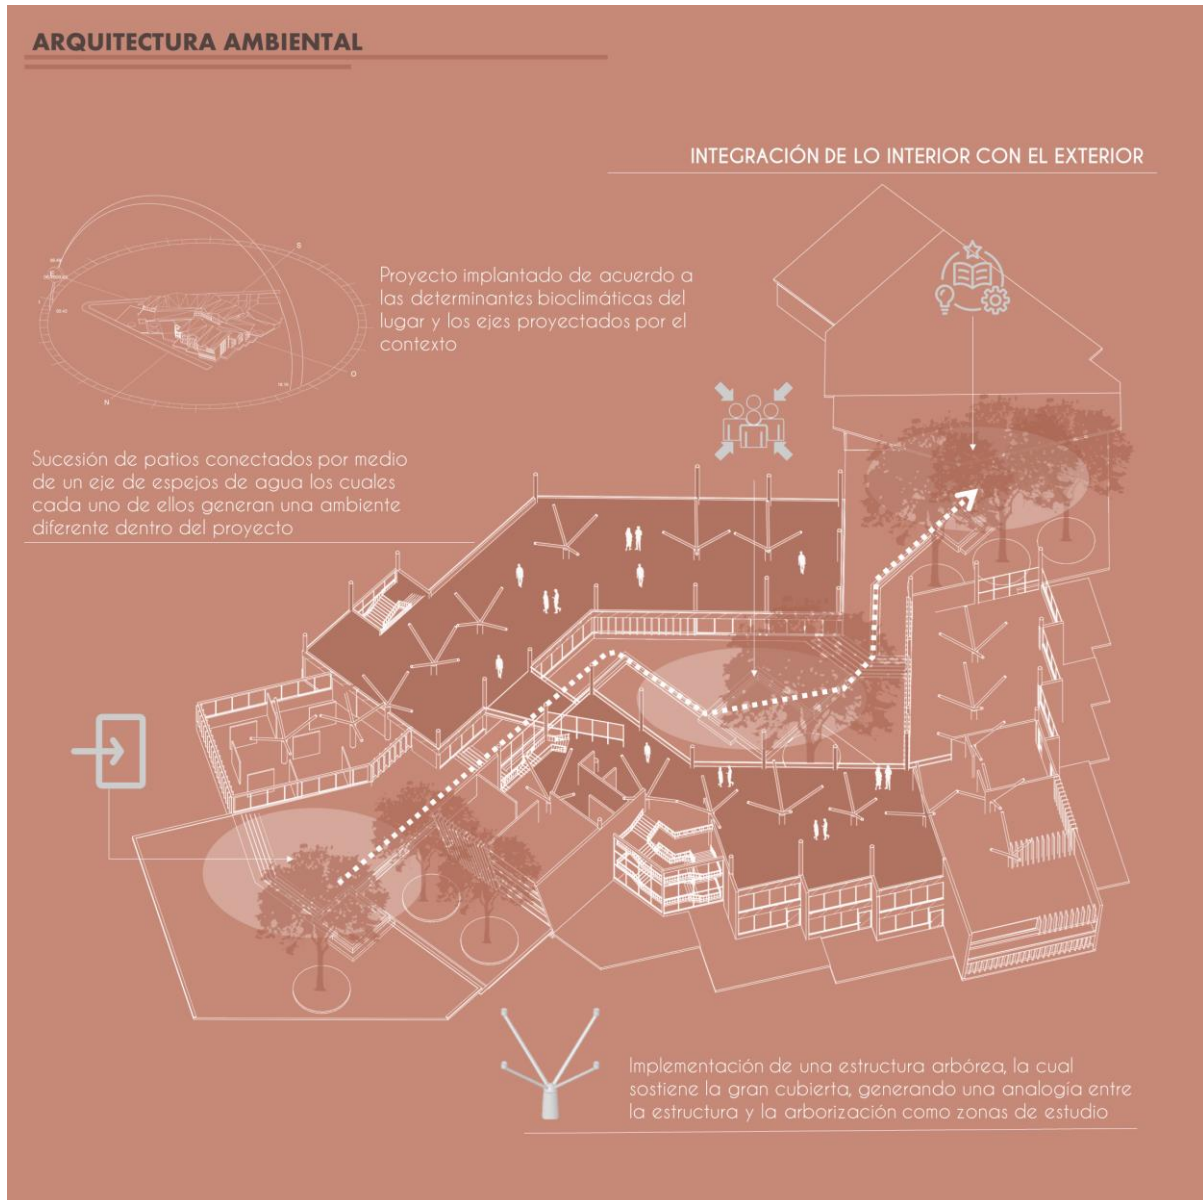 ARQUITECTURA AMBIENTAL
INTEGRACIÓN DE LO INTERIOR CON EL EXTERIOR
S
Proyecto implantado de acuerdo a
las determinantes bioclimáticas del
lugar y los ejes proyectados por el
contexto
O
N
Sucesión de patios conectados por medio
de un eje de espejos de agua los cuales
cada uno de ellos generan una ambiente
diferente dentro del proyecto
Implementación de una estructura arbórea, la cual
sostiene la gran cubierta, generando una analogía entre
la estructura y la arborización como zonas de estudio